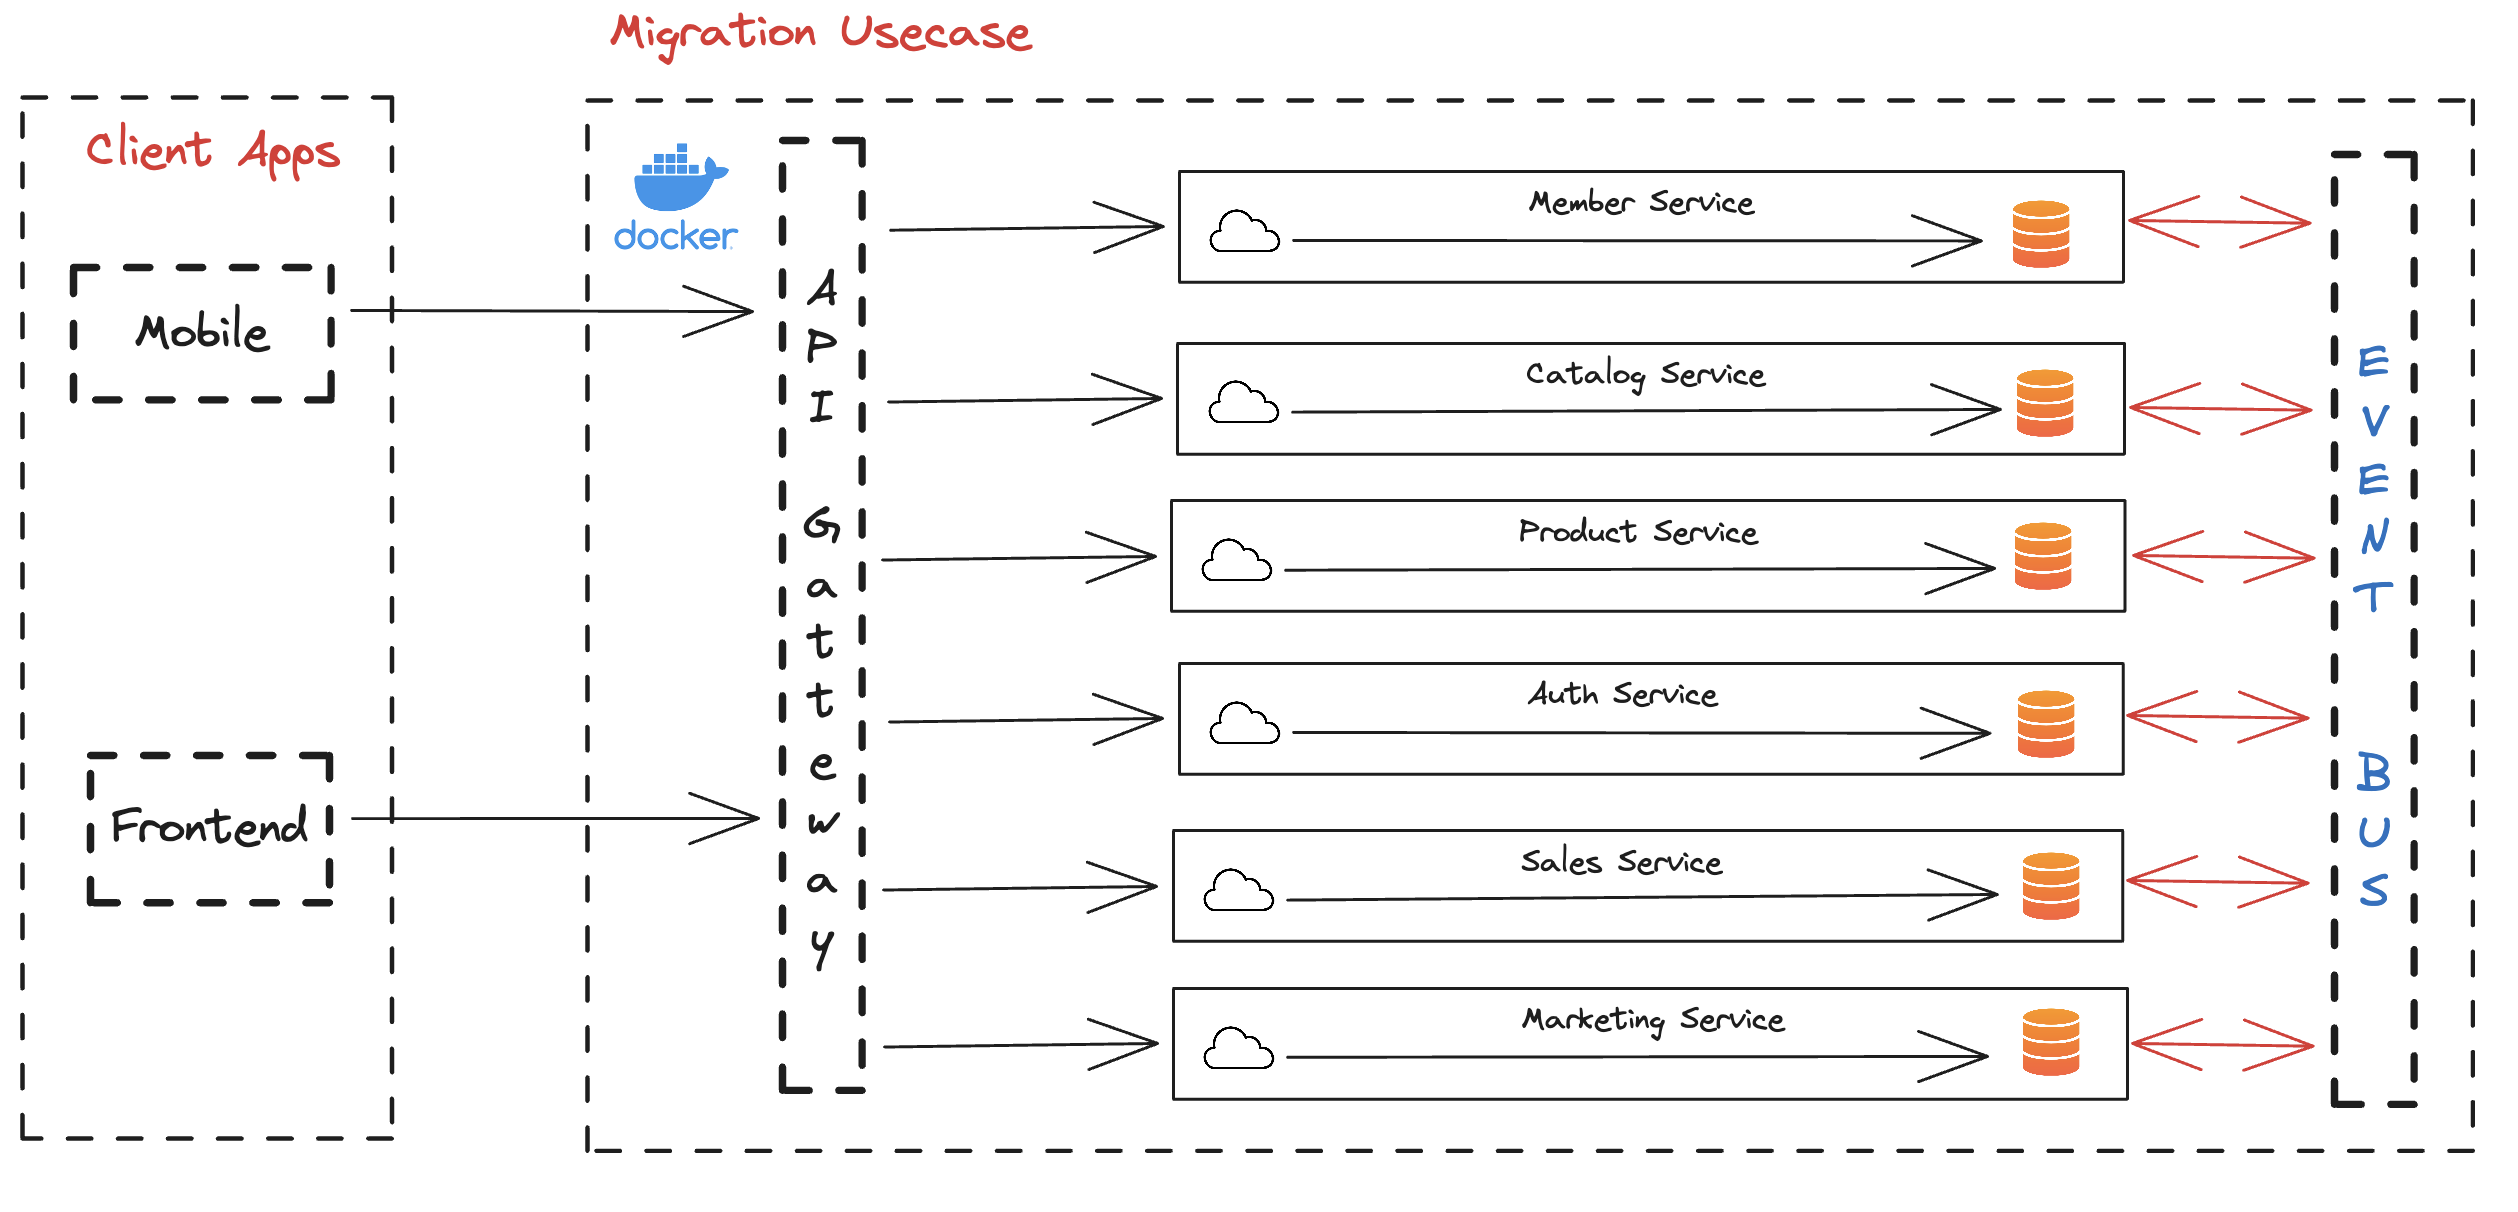 Migration Usecase
Client Apps
Mobile
Frontend
docker
API Gatteway
Member Service
Catalog Service
Product Service
Auth Service
Sales Service
Marketing Service
EVENT BUS